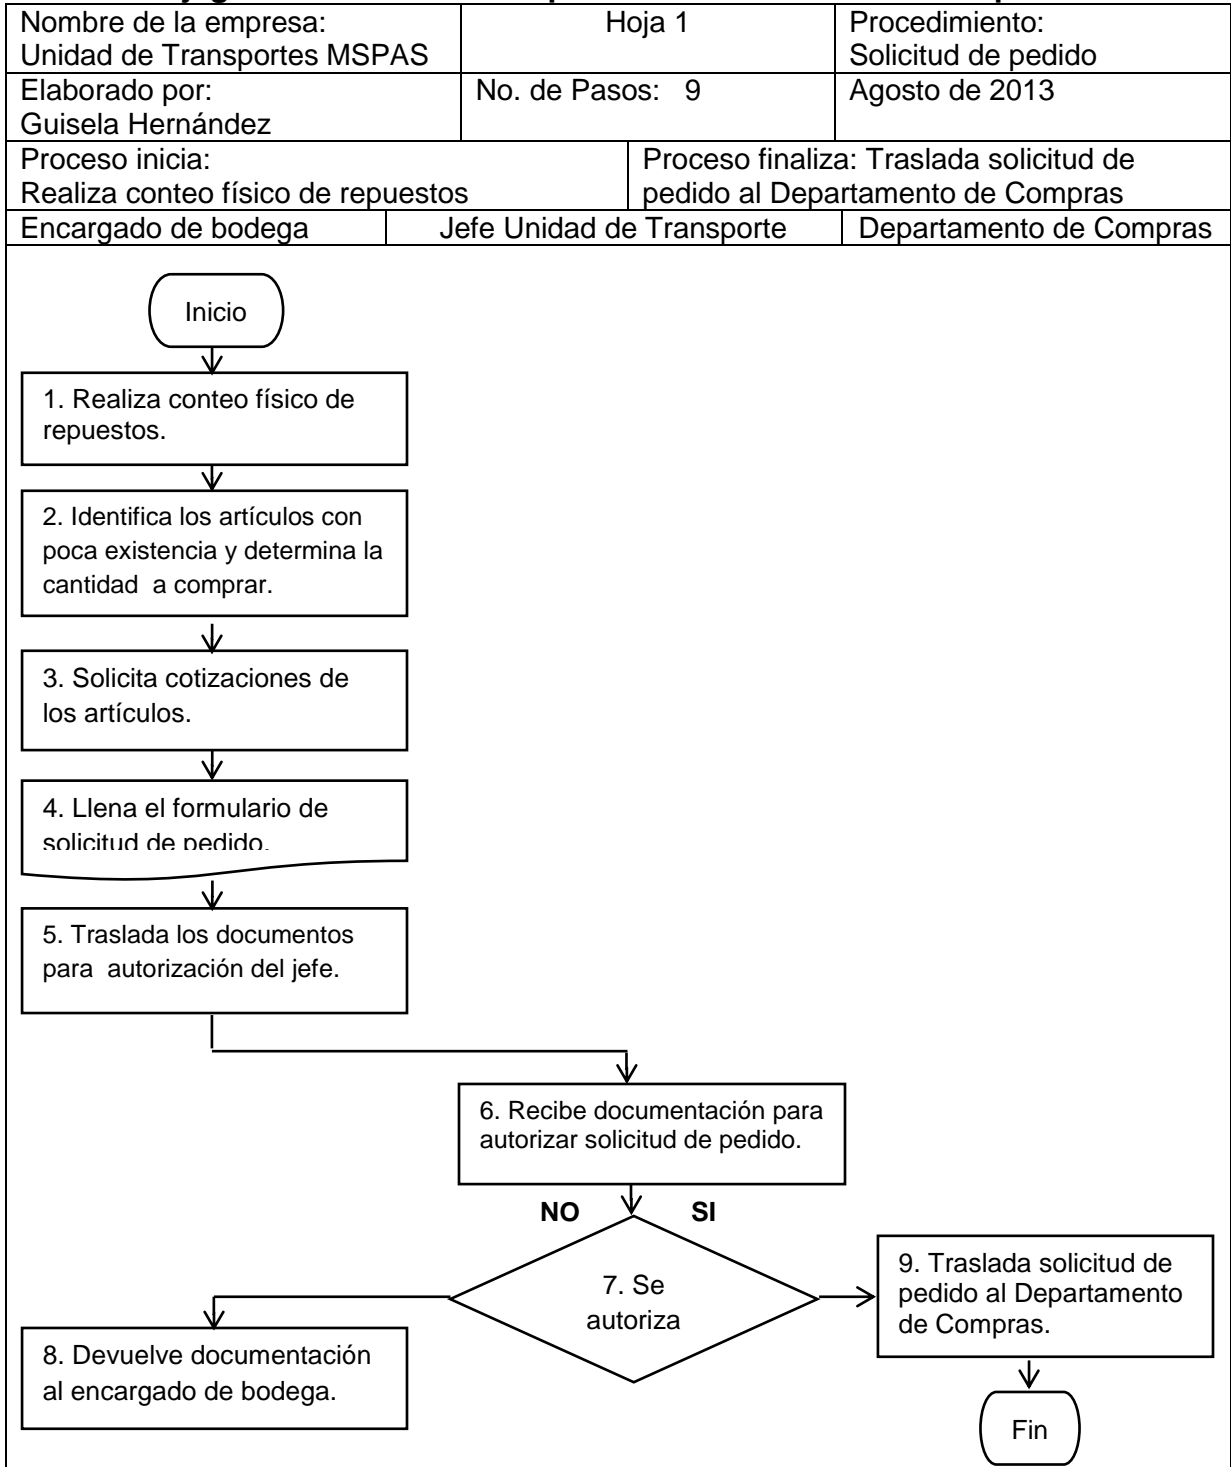 Nombre de la empresa:
Unidad de Transportes MSPAS
Hoja 1
Procedimiento:
Solicitud de pedido
Elaborado por:
Guisela Hernández
No. de Pasos: 9
Agosto de 2013
Proceso inicia:
Realiza conteo físico de repuestos
Proceso finaliza: Traslada solicitud de
pedido al Departamento de Compras
Encargado de bodega
Jefe Unidad de Transporte
Departamento de Compras
Inicio
1. Realiza conteo físico de
repuestos.
2. Identifica los artículos con
poca existencia y determina la
cantidad a comprar.
3. Solicita cotizaciones de
los artículos.
4. Llena el formulario de
solicitud de pedido.
5. Traslada los documentos
para autorización del jefe.
6. Recibe documentación para
autorizar solicitud de pedido.
NO
SI
7. Se
autoriza
9. Traslada solicitud de
pedido al Departamento
de Compras.
8. Devuelve documentación
al encargado de bodega.
Fin